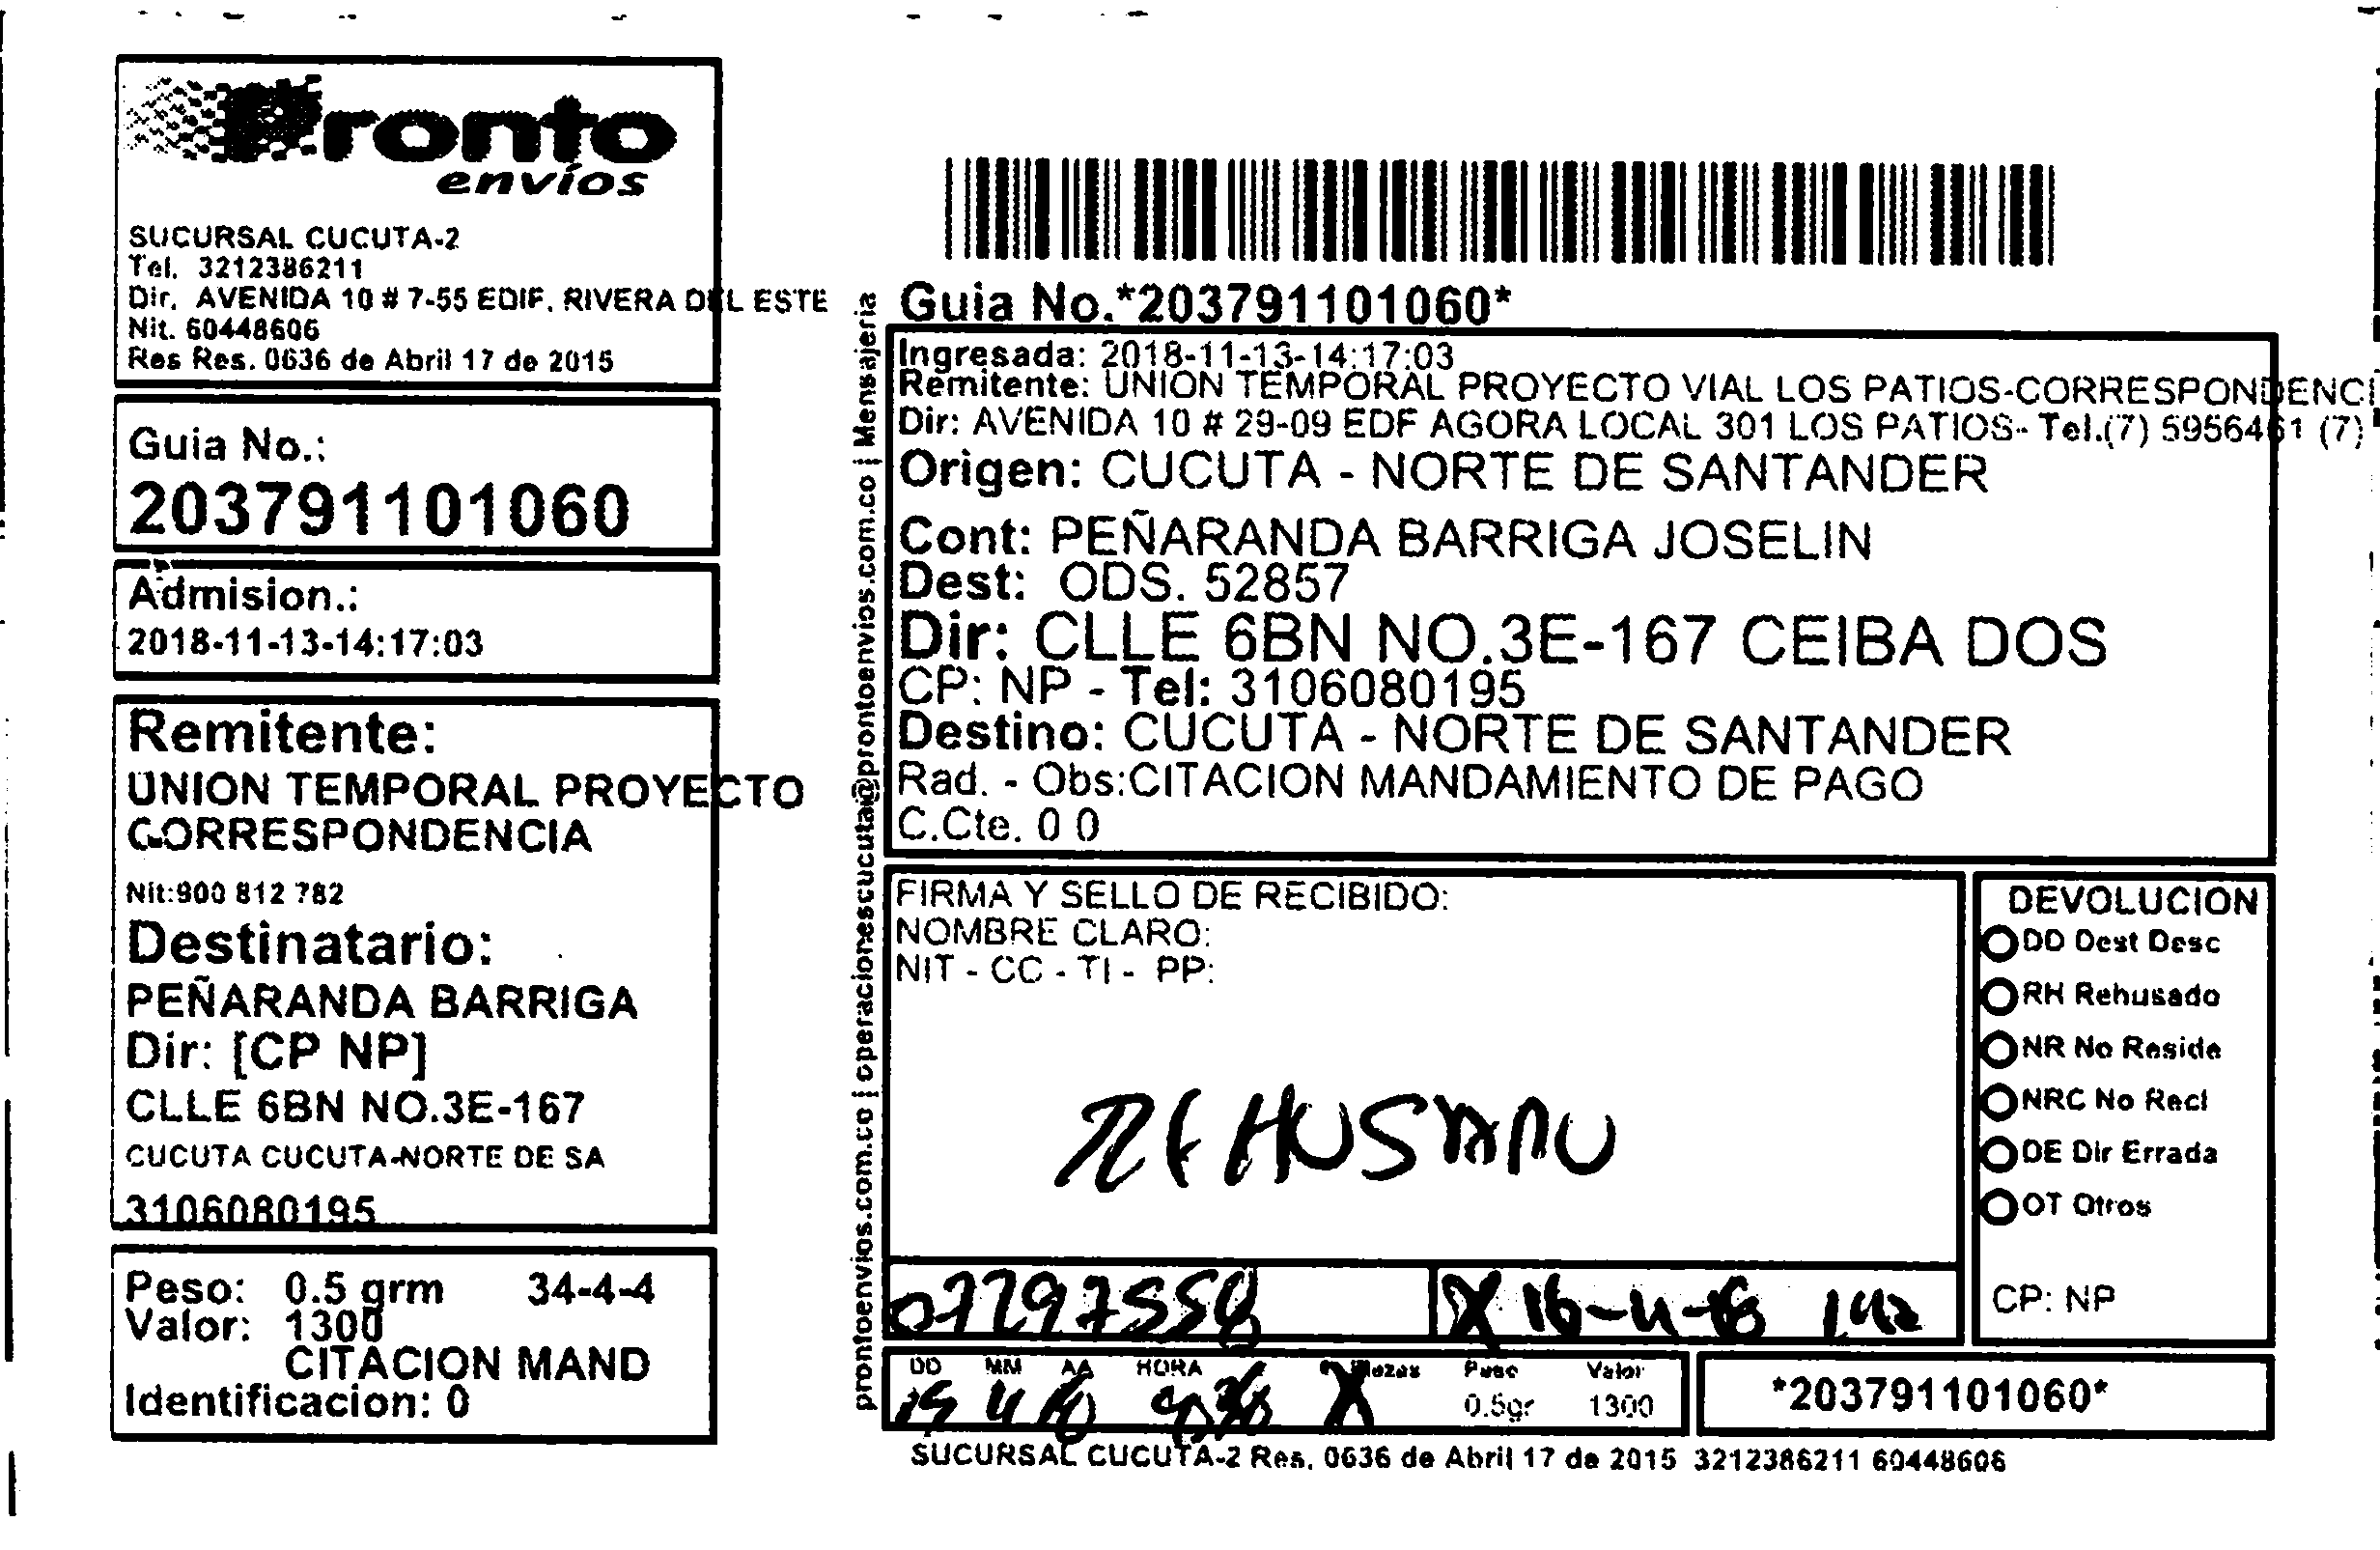 Pronto
envíos
SUCURSAL CUCUTA-2
Tel. 3212386211
Dir. AVENIDA 10 # 7-55 EDIF. RIVERA DEL ESTE
Nit. 60448606
Res Res. 0636 de Abril 17 de 2015
Guia No.:
203791101060
Admision.:
2018-11-13-14:17:03
Remitente:
UNION TEMPORAL PROYECTO
CORRESPONDENCIA
Nit:900 812 782
Destinatario:
PEÑARANDA BARRIGA
Dir: [CP NP]
CLLE 6BN NO.3E-167
CUCUTA CUCUTA-NORTE DE SA
3106080195
Peso: 0.5 grm 34-4-4
Valor: 1300
CITACION MAND
Identificacion: 0
prontoenvios.com.co | operacionescucuta@prontoenvios.com.co | Mensajeria
Guia No.*203791101060*
Ingresada: 2018-11-13-14:17:03
Remitente: UNION TEMPORAL PROYECTO VIAL LOS PATIOS-CORRESPONDENCI
Dir: AVENIDA 10 # 29-09 EDF AGORA LOCAL 301 LOS PATIOS- Tel.(7) 5956461 (7)
Origen: CUCUTA - NORTE DE SANTANDER
Cont: PEÑARANDA BARRIGA JOSELIN
Dest: ODS. 52857
Dir: CLLE 6BN NO.3E-167 CEIBA DOS
CP: NP - Tel: 3106080195
Destino: CUCUTA - NORTE DE SANTANDER
Rad. - Obs:CITACION MANDAMIENTO DE PAGO
C.Cte. 0 0
FIRMA Y SELLO DE RECIBIDO:
NOMBRE CLARO:
NIT - CC - TI - PP:
REHUSADO
DEVOLUCION
DD Dest Desc
RH Rehusado
NR No Reside
NRC No Recl
DE Dir Errada
OT Otros
CP: NP
X 16-11-18
DD MM AA HORA Peso Valor
0.5gr 1300
*203791101060*
SUCURSAL CUCUTA-2 Res. 0636 de Abril 17 de 2015 3212386211 60448606